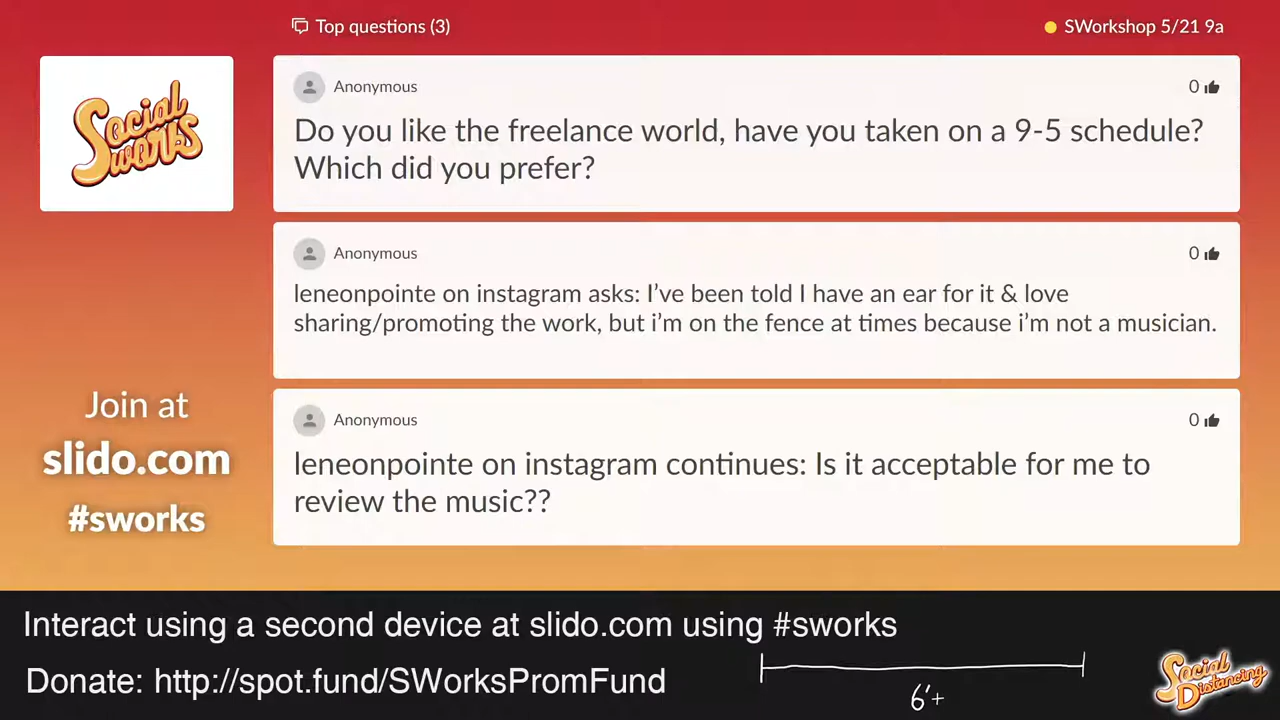 Top questions (3)
SWorkshop 5/21 9a
Social
works
Anonymous
0
Do you like the freelance world, have you taken on a 9-5 schedule?
Which did you prefer?
Anonymous
0
leneonpointe on instagram asks: I’ve been told I have an ear for it & love
sharing/promoting the work, but i’m on the fence at times because i’m not a musician.
Anonymous
0
leneonpointe on instagram continues: Is it acceptable for me to
review the music??
Join at
slido.com
#sworks
Interact using a second device at slido.com using #sworks
Donate: http://spot.fund/SWorksPromFund
6'+
Social
Distancing